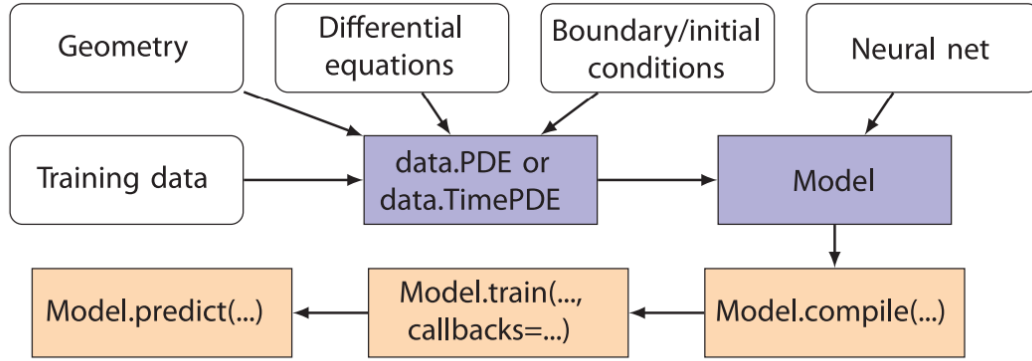 Geometry
Differential
equations
Boundary/initial
conditions
Neural net
Training data
data.PDE or
data.TimePDE
Model
Model.predict(...)
Model.train(...,
callbacks=...)
Model.compile(...)